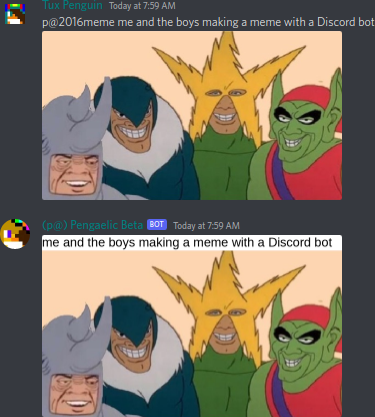 Tux Penguin Today at 7:59 AM
p@2016meme me and the boys making a meme with a Discord bot
(p@) Pengaelic Beta BOT Today at 7:59 AM
me and the boys making a meme with a Discord bot